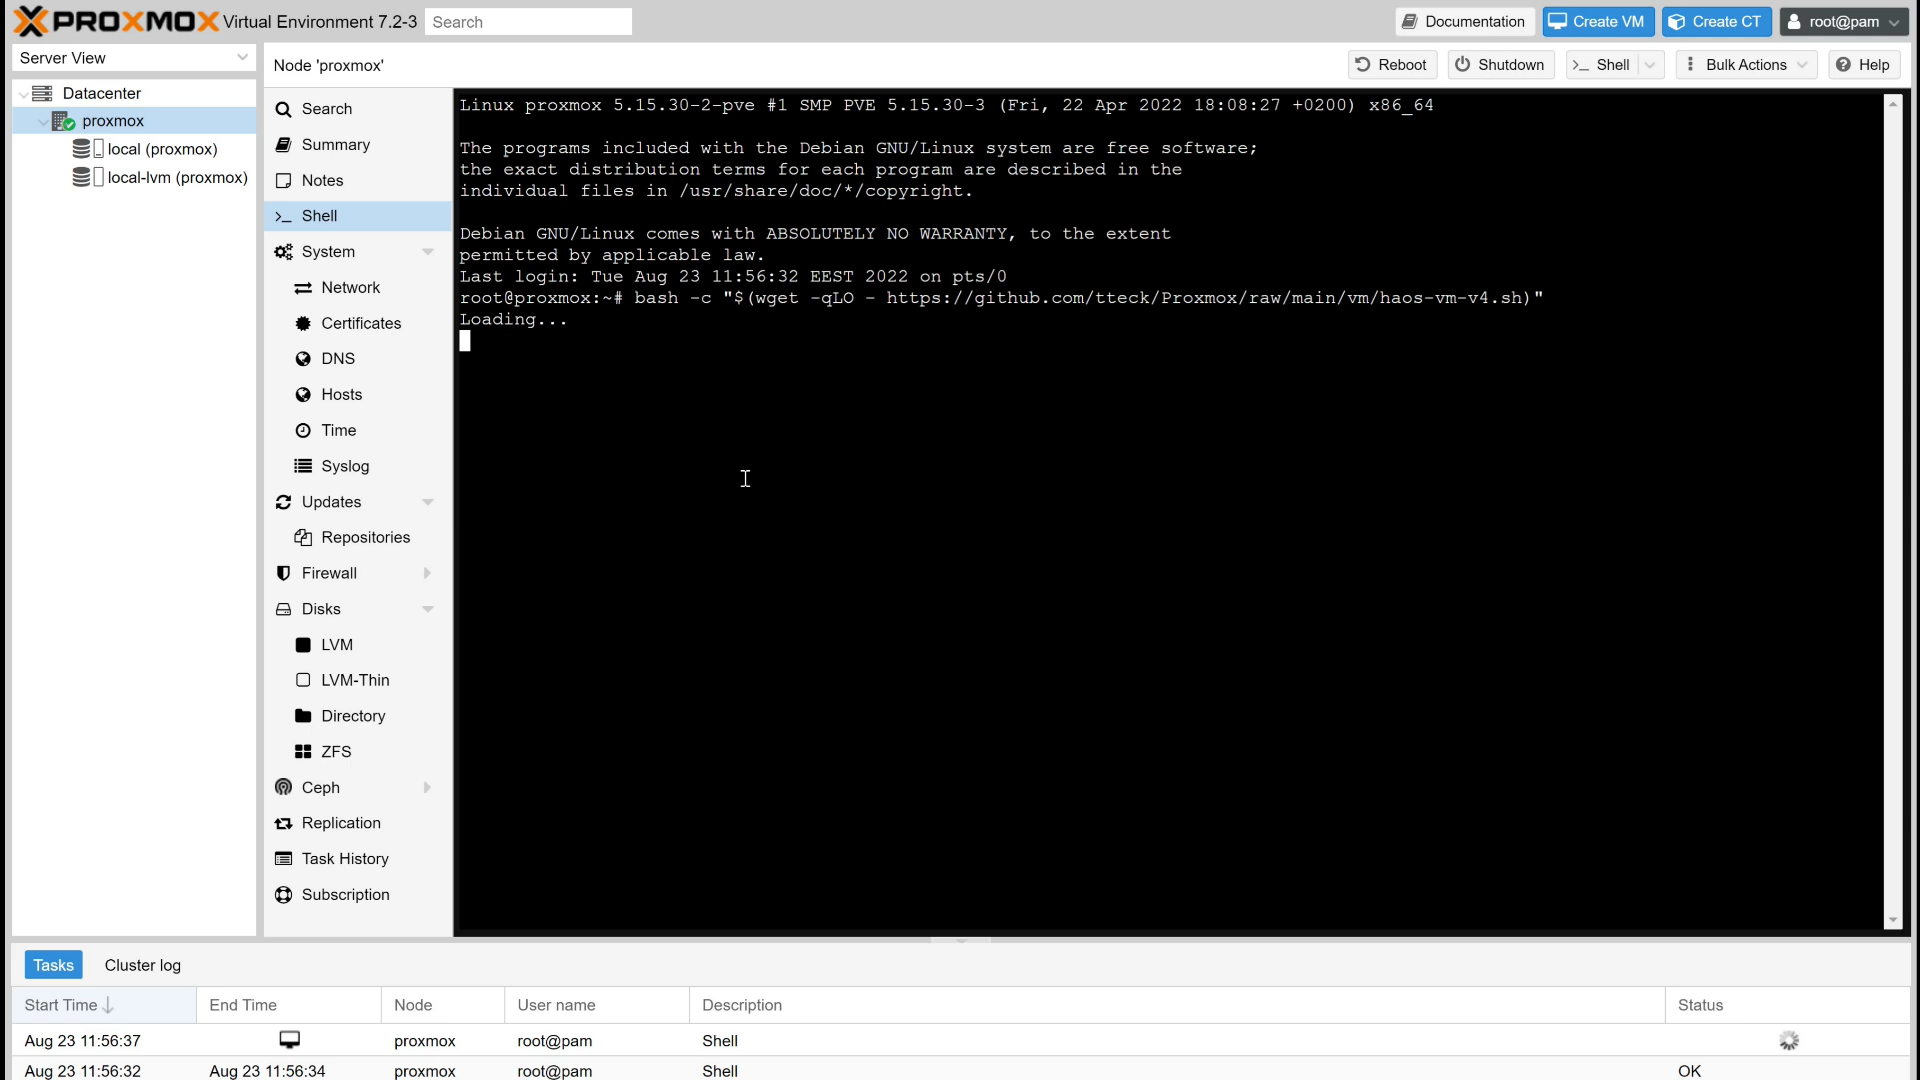 PROXMOX Virtual Environment 7.2-3 Search
Documentation Create VM Create CT root@pam
Server View
Node 'proxmox'
Reboot Shutdown >_ Shell Bulk Actions Help
Datacenter
proxmox
local (proxmox)
local-lvm (proxmox)
Search
Summary
Notes
>_ Shell
System
Network
Certificates
DNS
Hosts
Time
Syslog
Updates
Repositories
Firewall
Disks
LVM
LVM-Thin
Directory
ZFS
Ceph
Replication
Task History
Subscription
Linux proxmox 5.15.30-2-pve #1 SMP PVE 5.15.30-3 (Fri, 22 Apr 2022 18:08:27 +0200) x86_64
The programs included with the Debian GNU/Linux system are free software;
the exact distribution terms for each program are described in the
individual files in /usr/share/doc/*/copyright.
Debian GNU/Linux comes with ABSOLUTELY NO WARRANTY, to the extent
permitted by applicable law.
Last login: Tue Aug 23 11:56:32 EEST 2022 on pts/0
root@proxmox:~# bash -c "$(wget -qLO - https://github.com/tteck/Proxmox/raw/main/vm/haos-vm-v4.sh)"
Loading...
Tasks Cluster log
Start Time End Time Node User name Description Status
Aug 23 11:56:37 proxmox root@pam Shell
Aug 23 11:56:32 Aug 23 11:56:34 proxmox root@pam Shell OK